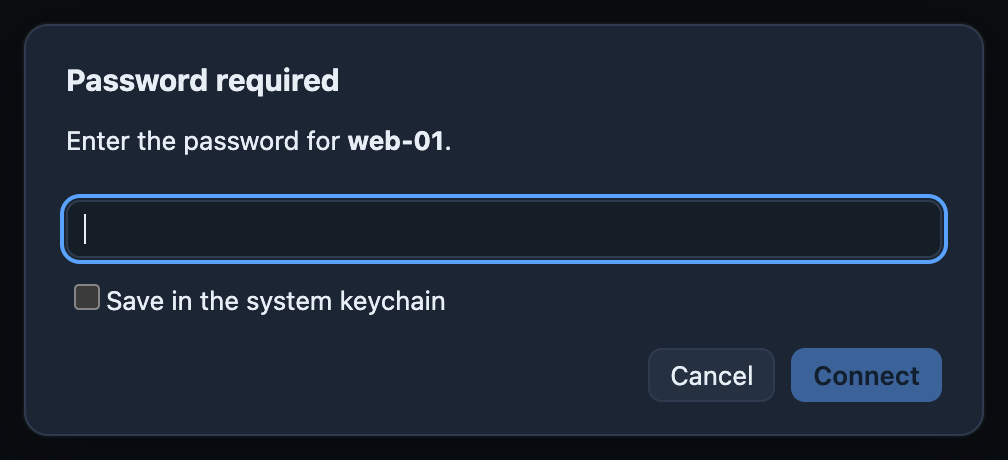 Password required
Enter the password for web-01.
Save in the system keychain
Cancel
Connect